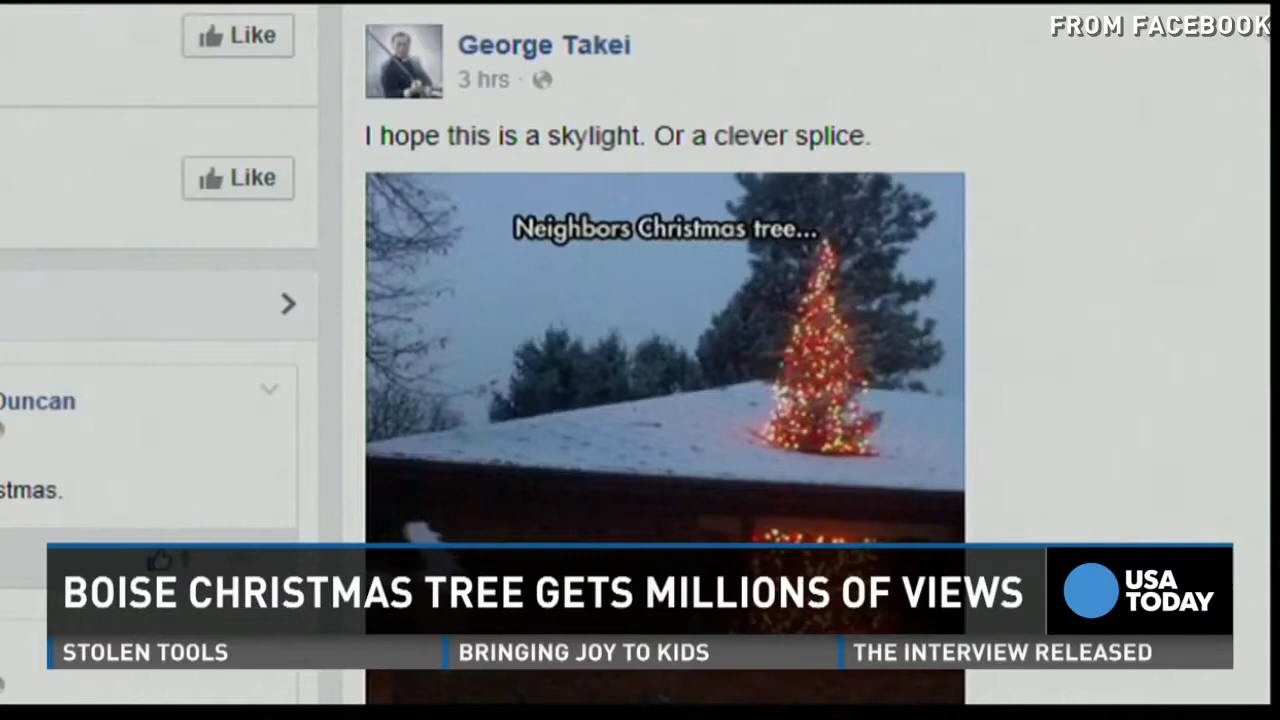 FROM FACEBOOK
Like
George Takei
3 hrs ·
I hope this is a skylight. Or a clever splice.
Like
Neighbors Christmas tree...
Duncan
stmas.
1
BOISE CHRISTMAS TREE GETS MILLIONS OF VIEWS
USA
TODAY
STOLEN TOOLS
BRINGING JOY TO KIDS
THE INTERVIEW RELEASED